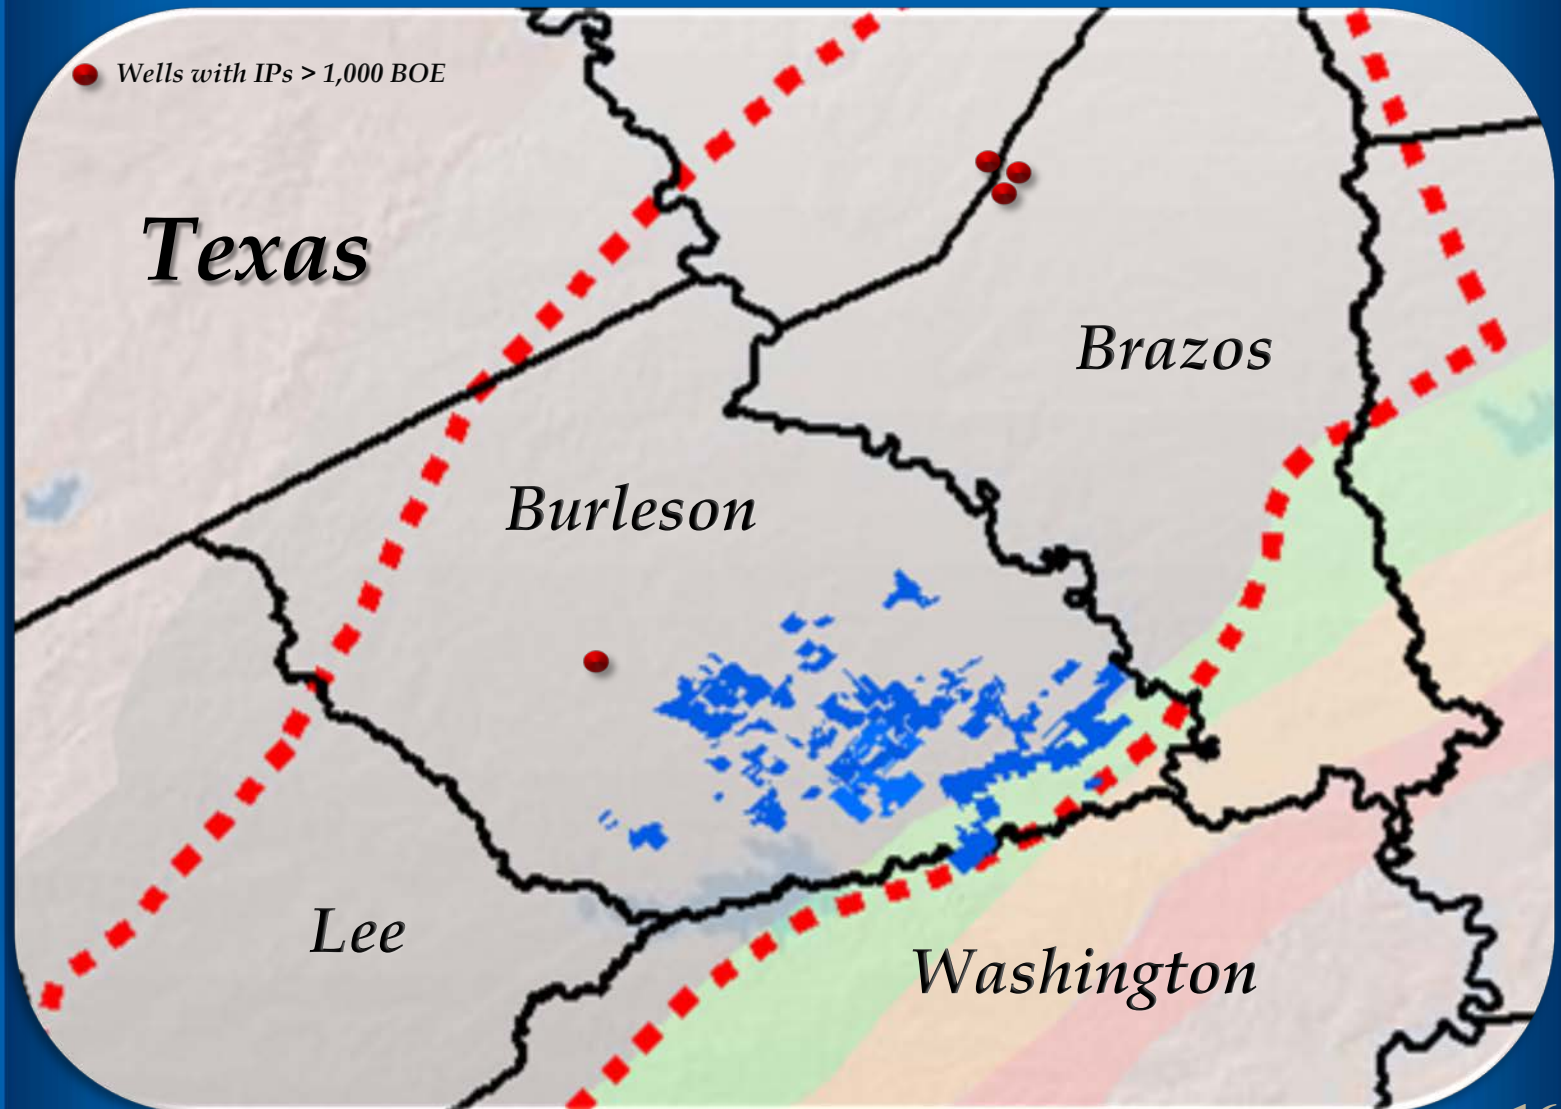 Wells with IPs > 1,000 BOE
Texas
Brazos
Burleson
Lee
Washington